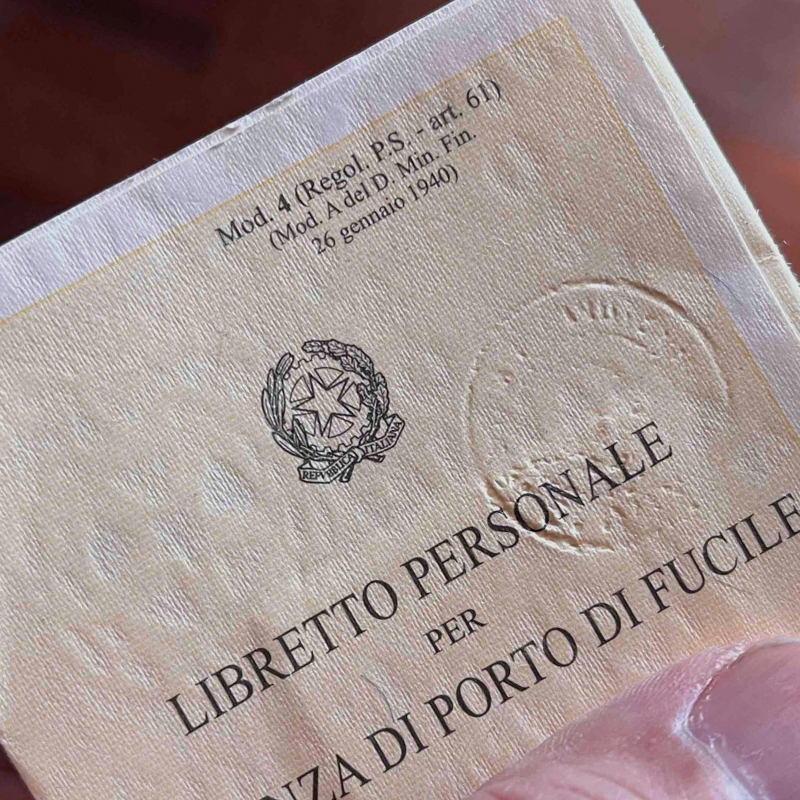 Mod. 4 (Regol. P.S. - art. 61)
(Mod. A del D. Min. Fin.
26 gennaio 1940)
REPVBBLICA ITALIANA
LIBRETTO PERSONALE
PER
NZA DI PORTO DI FUCILE